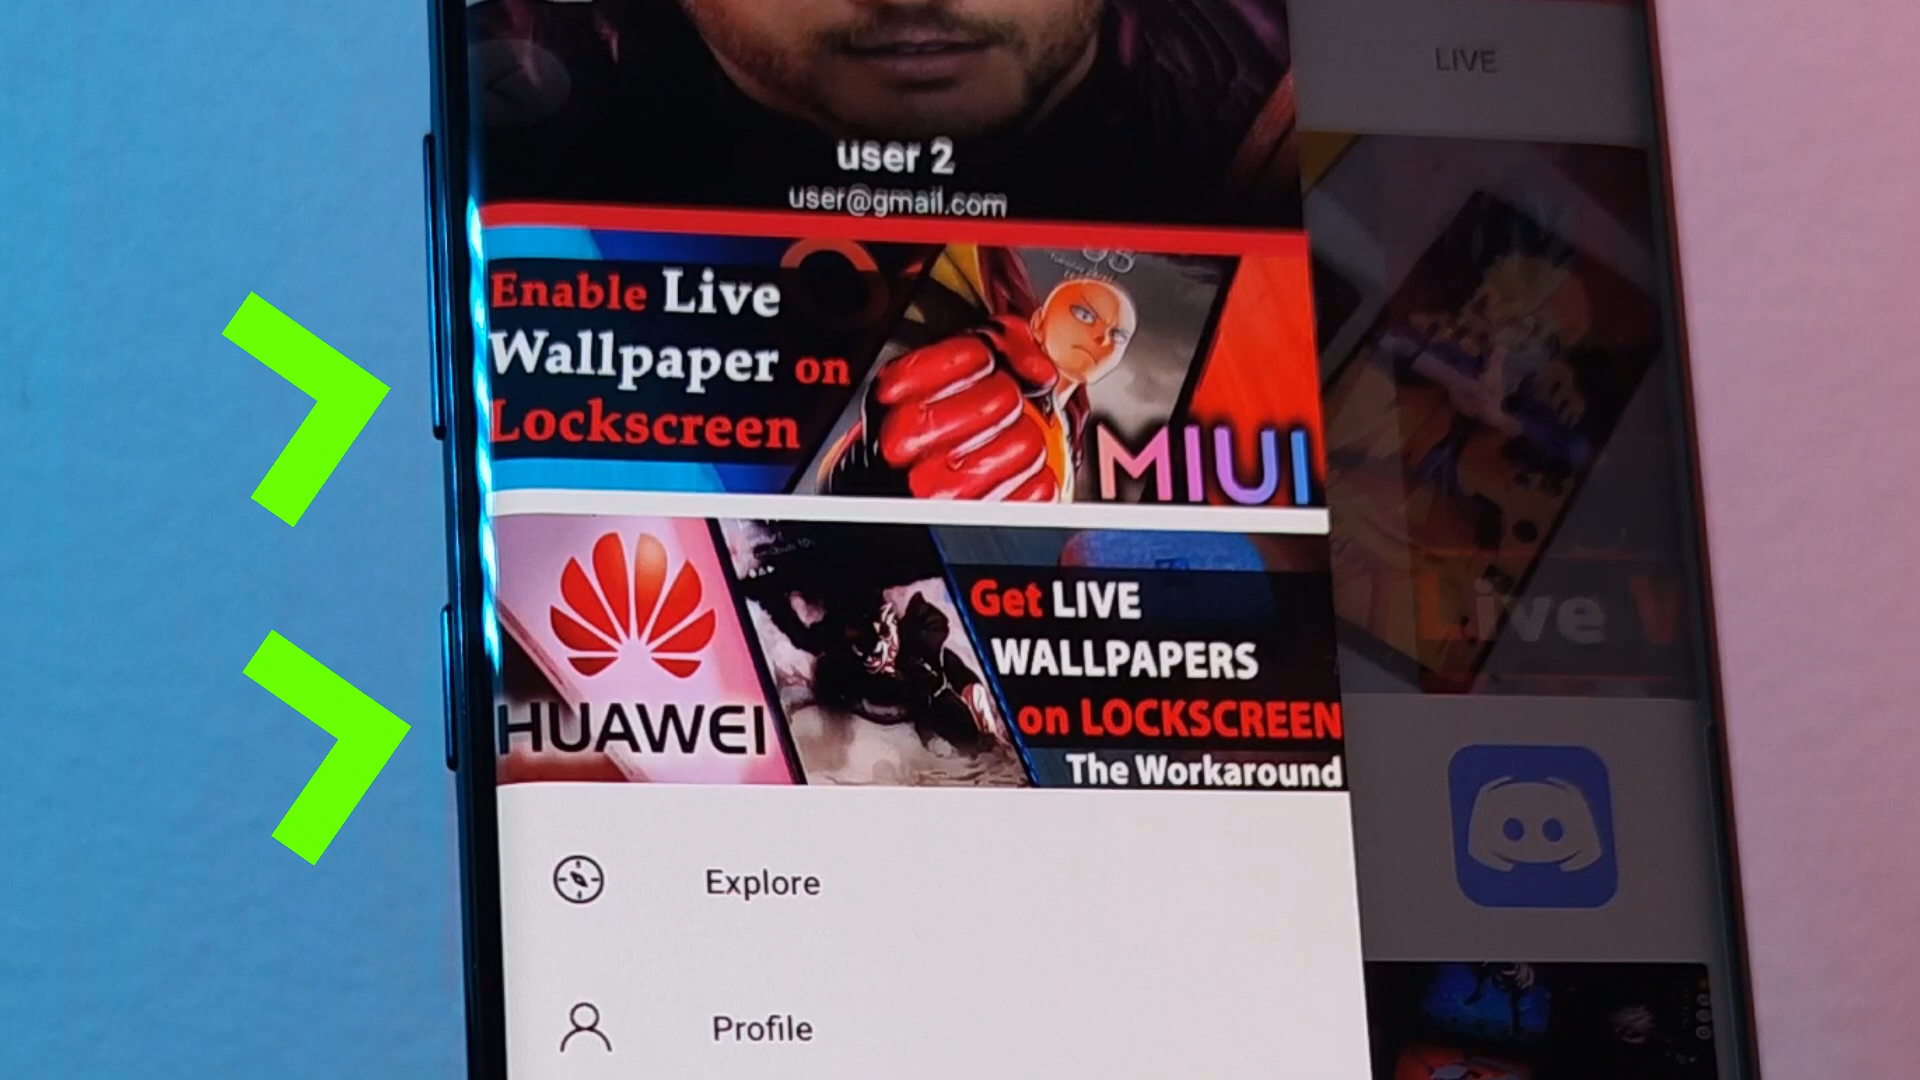 LIVE
user 2
user@gmail.com
Enable Live
Wallpaper on
Lockscreen
MIUI
HUAWEI
Get LIVE
WALLPAPERS
on LOCKSCREEN
The Workaround
Live
Explore
Profile